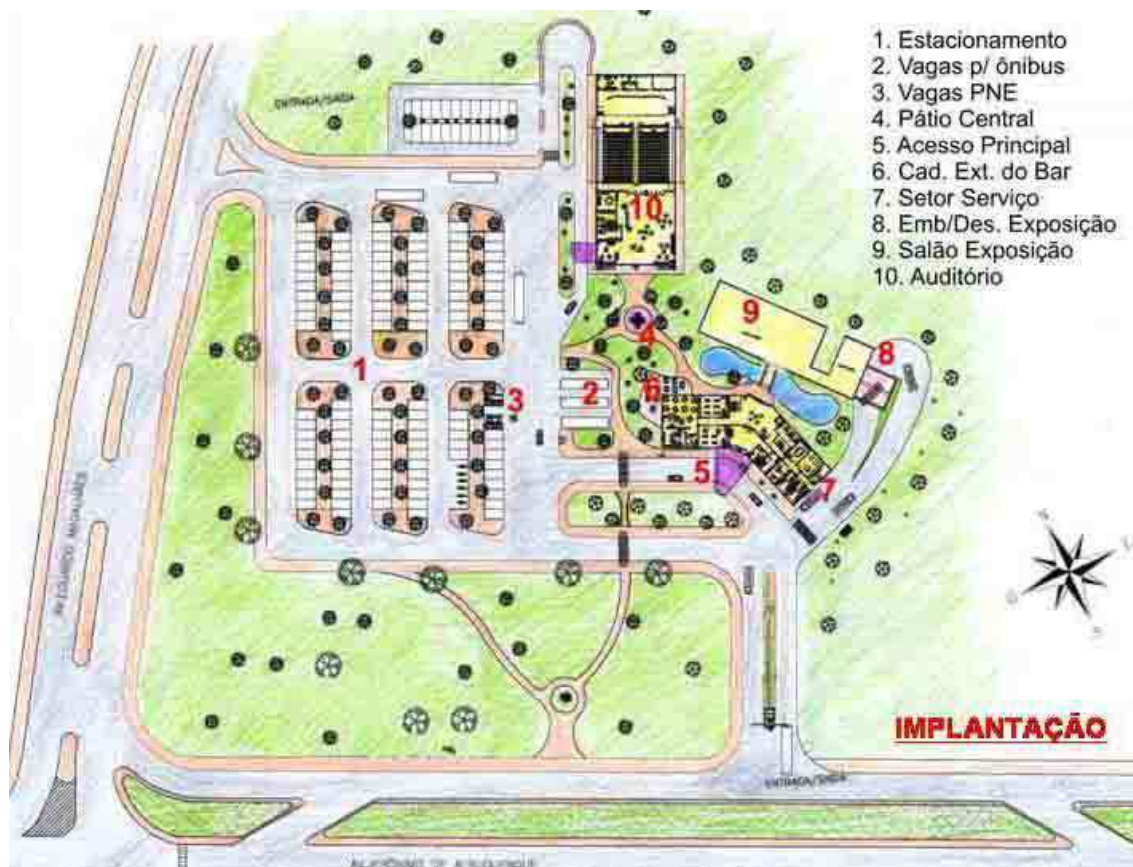 1. Estacionamento
2. Vagas p/ ônibus
3. Vagas PNE
4. Pátio Central
5. Acesso Principal
6. Cad. Ext. do Bar
7. Setor Serviço
8. Emb/Des. Exposição
9. Salão Exposição
10. Auditório
ENTRADA/SAIDA
10
9
8
4
1
3
2
6
5
7
IMPLANTAÇÃO
ENTRADA/SAIDA